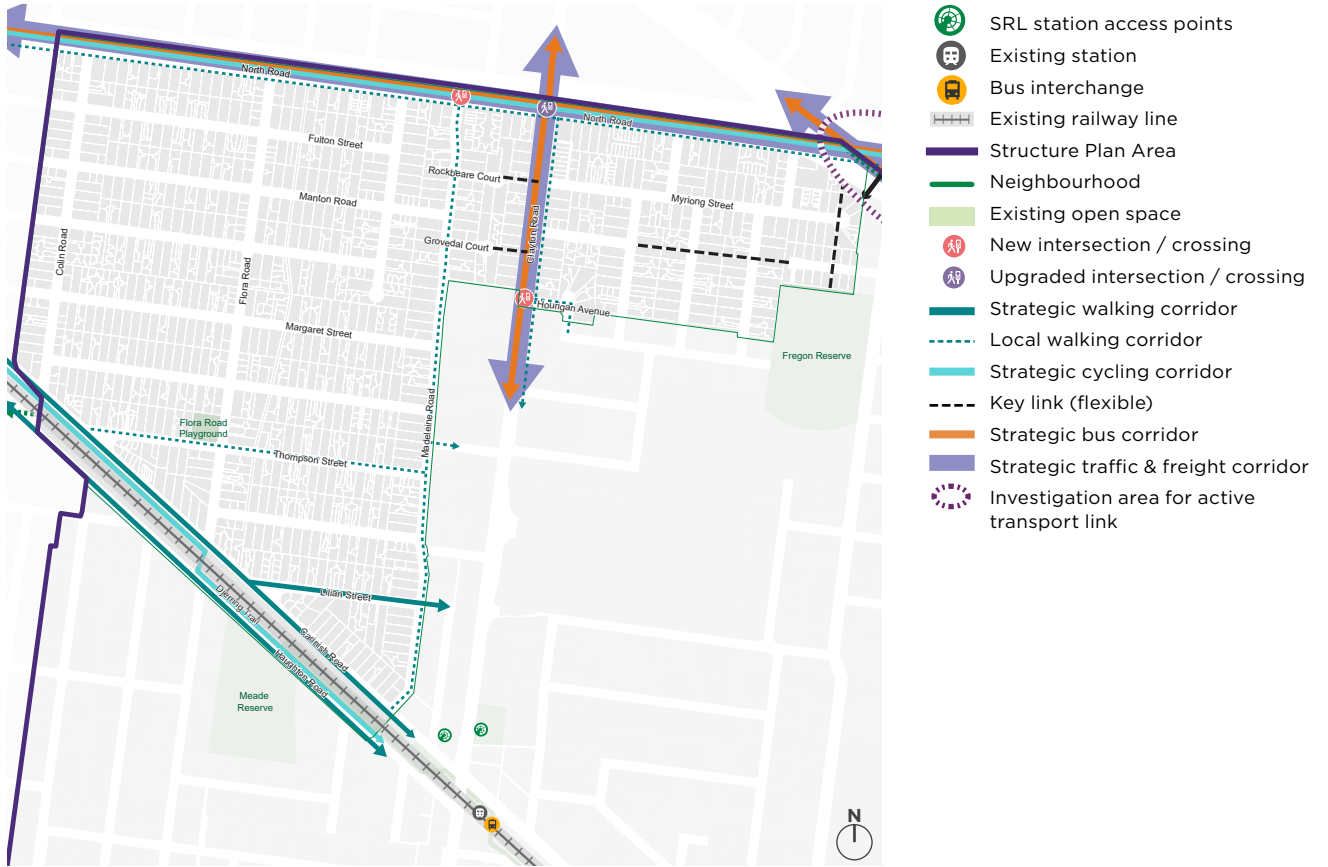 North Road
North Road
Fulton Street
Rockbeare Court
Manton Road
Myriong Street
Colin Road
Flora Road
Clayton Road
Grovedal Court
Hourigan Avenue
Margaret Street
Fregon Reserve
Madeleine Road
Flora Road
Playground
Thompson Street
Lilian Street
Djerring Trail
Carinish Road
Haughton Road
Meade
Reserve
N
SRL station access points
Existing station
Bus interchange
Existing railway line
Structure Plan Area
Neighbourhood
Existing open space
New intersection / crossing
Upgraded intersection / crossing
Strategic walking corridor
Local walking corridor
Strategic cycling corridor
Key link (flexible)
Strategic bus corridor
Strategic traffic & freight corridor
Investigation area for active
transport link